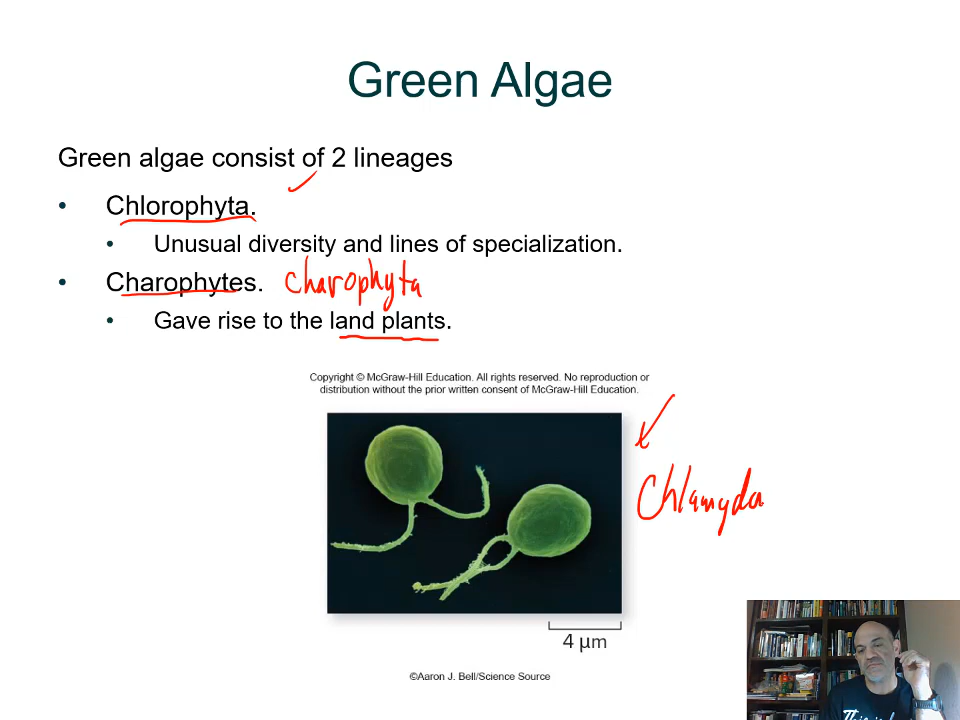 Green Algae
Green algae consist of 2 lineages
• Chlorophyta.
• Unusual diversity and lines of specialization.
• Charophytes. Charophyta
• Gave rise to the land plants.
Copyright © McGraw-Hill Education. All rights reserved. No reproduction or
distribution without the prior written consent of McGraw-Hill Education.
Chlamyda
4 µm
©Aaron J. Bell/Science Source